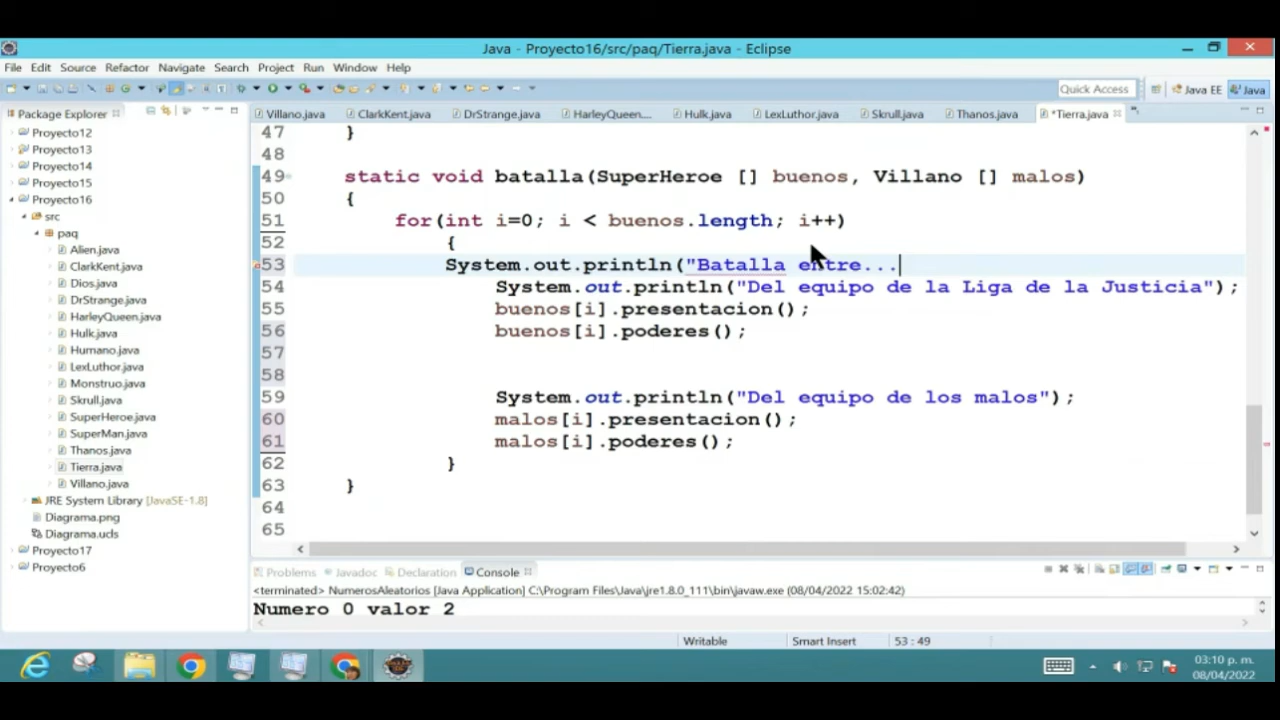 Java - Proyecto16/src/paq/Tierra.java - Eclipse
File Edit Source Refactor Navigate Search Project Run Window Help
Quick Access Java EE Java
Package Explorer
Villano.java ClarkKent.java DrStrange.java HarleyQueen.... Hulk.java LexLuthor.java Skrull.java Thanos.java *Tierra.java
Proyecto12
Proyecto13
Proyecto14
Proyecto15
Proyecto16
src
paq
Alien.java
ClarkKent.java
Dios.java
DrStrange.java
HarleyQueen.java
Hulk.java
Humano.java
LexLuthor.java
Monstruo.java
Skrull.java
SuperHeroe.java
SuperMan.java
Thanos.java
Tierra.java
Villano.java
JRE System Library [JavaSE-1.8]
Diagrama.png
Diagrama.ucls
Proyecto17
Proyecto6
47 }
48
49 static void batalla(SuperHeroe [] buenos, Villano [] malos)
50 {
51 for(int i=0; i < buenos.length; i++)
52 {
53 System.out.println("Batalla entre...
54 System.out.println("Del equipo de la Liga de la Justicia");
55 buenos[i].presentacion();
56 buenos[i].poderes();
57
58
59 System.out.println("Del equipo de los malos");
60 malos[i].presentacion();
61 malos[i].poderes();
62 }
63 }
64
65
Problems Javadoc Declaration Console
<terminated> NumerosAleatorios [Java Application] C:\Program Files\Java\jre1.8.0_111\bin\javaw.exe (08/04/2022 15:02:42)
Numero 0 valor 2
Writable Smart Insert 53 : 49
03:10 p. m.
08/04/2022